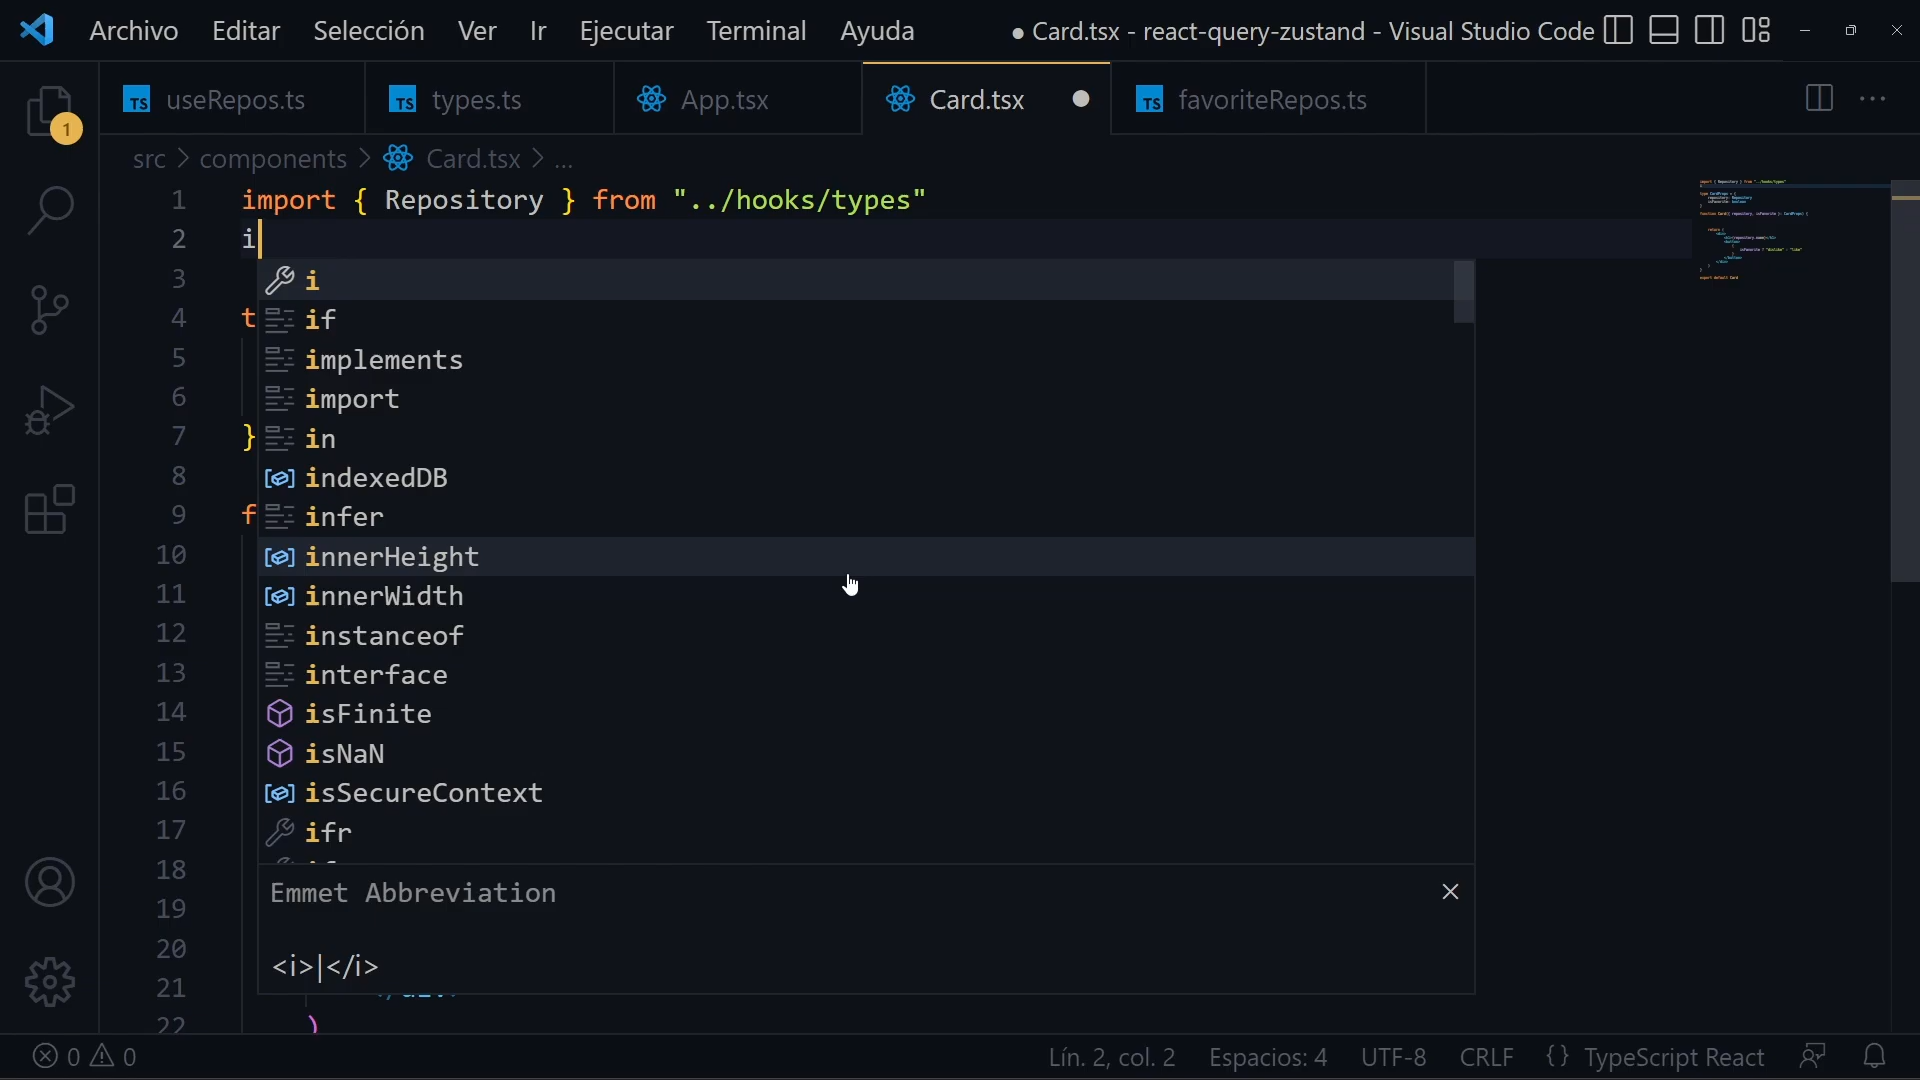 Archivo Editar Selección Ver Ir Ejecutar Terminal Ayuda ● Card.tsx - react-query-zustand - Visual Studio Code
TS useRepos.ts TS types.ts App.tsx Card.tsx TS favoriteRepos.ts
1
src > components > Card.tsx > ...
1 import { Repository } from "../hooks/types"
2 i
3 i
4 t if
5 implements
6 import
7 } in
8 indexedDB
9 f infer
10 innerHeight
11 innerWidth
12 instanceof
13 interface
14 isFinite
15 isNaN
16 isSecureContext
17 ifr
18
19 Emmet Abbreviation
20
21 <i>|</i>
22 )
0 0 Lín. 2, col. 2 Espacios: 4 UTF-8 CRLF {} TypeScript React